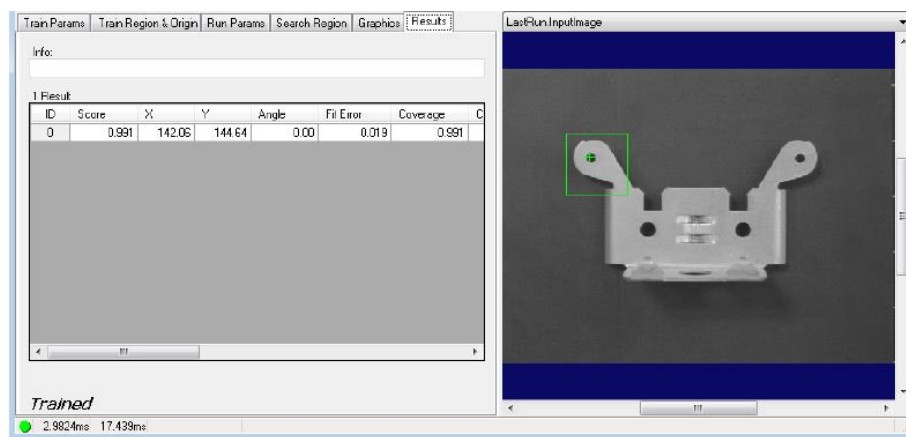 Train Params Train Region & Origin Run Params Search Region Graphics Results
LastRun.InputImage
Info:
1 Result
ID Score X Y Angle Fit Error Coverage C
0 0.991 142.06 144.64 0.00 0.019 0.991
Trained
2.9824ms 17.439ms